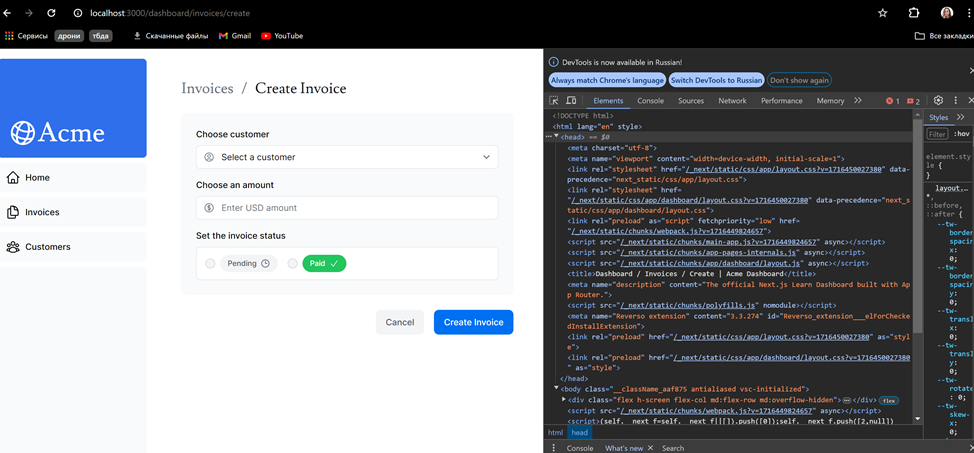 localhost:3000/dashboard/invoices/create
Сервисы
дрони
тбда
Скачанные файлы
Gmail
YouTube
Все закладки
Acme
Home
Invoices
Customers
Invoices / Create Invoice
Choose customer
Select a customer
Choose an amount
Enter USD amount
Set the invoice status
Pending
Paid
Cancel
Create Invoice
DevTools is now available in Russian!
Always match Chrome's language
Switch DevTools to Russian
Don't show again
Elements
Console
Sources
Network
Performance
Memory
1
2
<!DOCTYPE html>
<html lang="en" style>
<head> == $0
<meta charset="utf-8">
<meta name="viewport" content="width=device-width, initial-scale=1">
<link rel="stylesheet" href="/_next/static/css/app/layout.css?v=1716450027380" data-
precedence="next_static/css/app/layout.css">
<link rel="stylesheet" href=
"/_next/static/css/app/dashboard/layout.css?v=1716450027380" data-precedence="next_s
tatic/css/app/dashboard/layout.css">
<link rel="preload" as="script" fetchpriority="low" href=
"/_next/static/chunks/webpack.js?v=1716449824657">
<script src="/_next/static/chunks/main-app.js?v=1716449824657" async></script>
<script src="/_next/static/chunks/app-pages-internals.js" async></script>
<script src="/_next/static/chunks/app/dashboard/layout.js" async></script>
<title>Dashboard / Invoices / Create | Acme Dashboard</title>
<meta name="description" content="The official Next.js Learn Dashboard built with Ap
p Router.">
<script src="/_next/static/chunks/polyfills.js" nomodule></script>
<meta name="Reverso extension" content="3.3.274" id="Reverso_extension___elForChecke
dInstallExtension">
<link rel="preload" href="/_next/static/css/app/layout.css?v=1716450027380" as="styl
e">
<link rel="preload" href="/_next/static/css/app/dashboard/layout.css?v=1716450027380
" as="style">
</head>
<body class="__className_aaf875 antialiased vsc-initialized">
<div class="flex h-screen flex-col md:flex-row md:overflow-hidden">…</div> flex
<script src="/_next/static/chunks/webpack.js?v=1716449824657" async></script>
<script>(self.__next_f=self.__next_f||[]).push([0]);self.__next_f.push([2,null])
html
head
Console
What's new
Search
Styles
Filter
:hov
element.sty
le {
}
layout.…
*,
::before,
::after {
--tw-
border
spacin
x:
0;
--tw-
border
spacin
y:
0;
--tw-
transl
x:
0;
--tw-
transl
y:
0;
--tw-
rotate
: 0;
--tw-
skew-
x:
0;